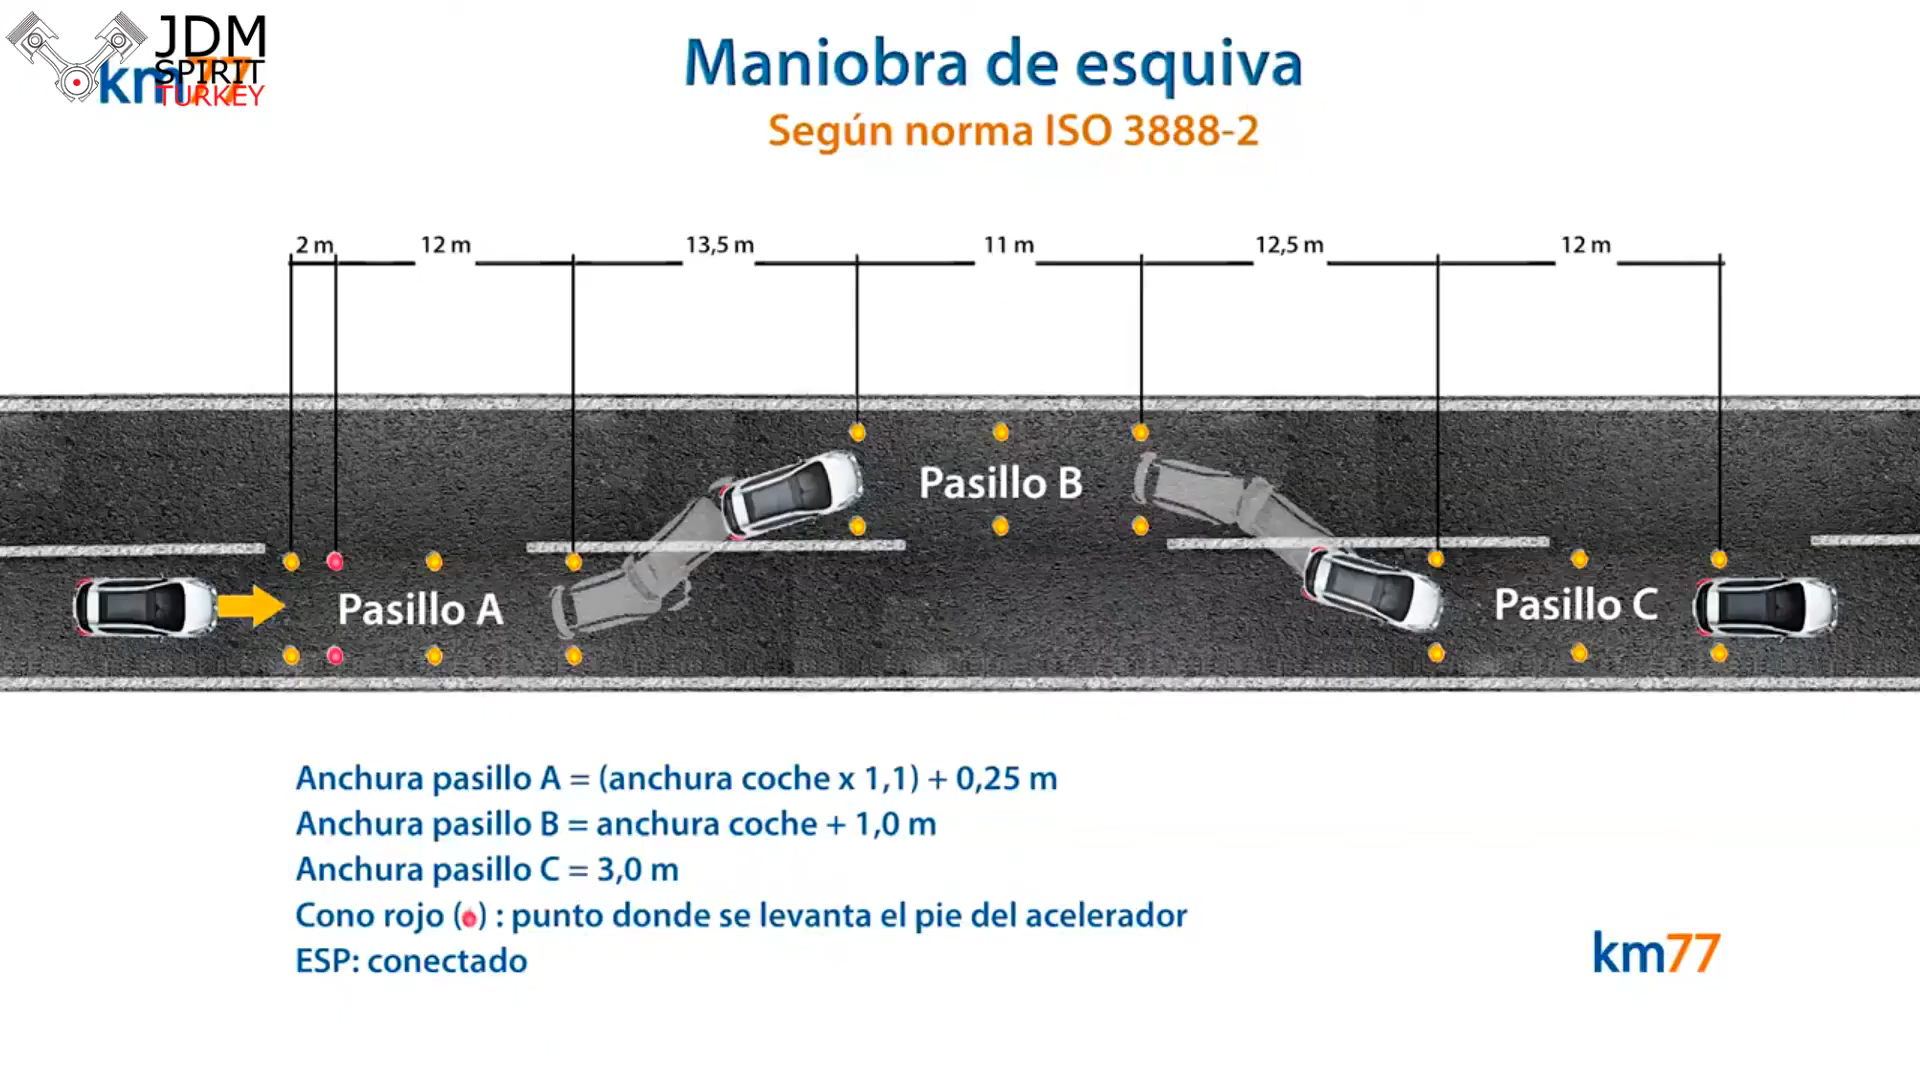 JDM
SPIRIT
TURKEY
km77
Maniobra de esquiva
Según norma ISO 3888-2
2 m
12 m
13,5 m
11 m
12,5 m
12 m
Pasillo A
Pasillo B
Pasillo C
Anchura pasillo A = (anchura coche x 1,1) + 0,25 m
Anchura pasillo B = anchura coche + 1,0 m
Anchura pasillo C = 3,0 m
Cono rojo ( ) : punto donde se levanta el pie del acelerador
ESP: conectado
km77